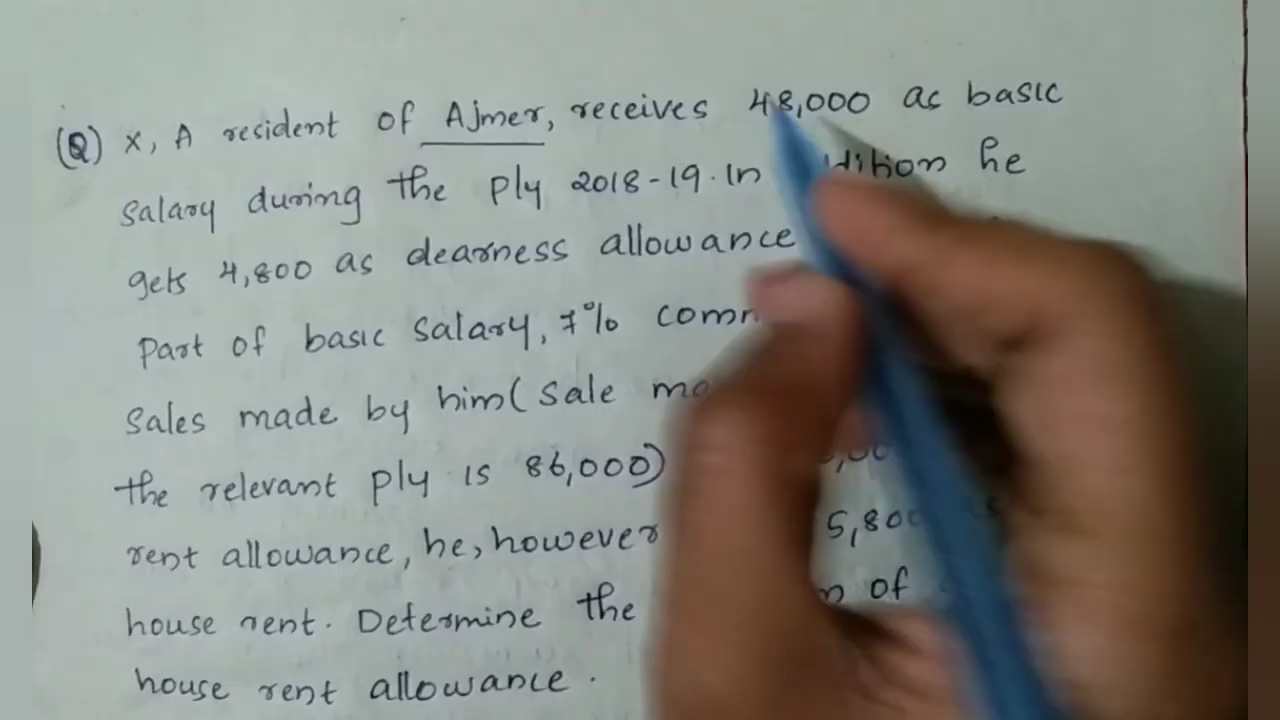 (Q) X, A resident of Ajmer, receives 48,000 as basic
salary during the ply 2018-19. In he
gets 4,800 as dearness allowance
part of basic salary, 7%
sales made by him (sale
the relevant ply is 86,000)
rent allowance, he, however 5,800
house rent. Determine the of
house rent allowance.